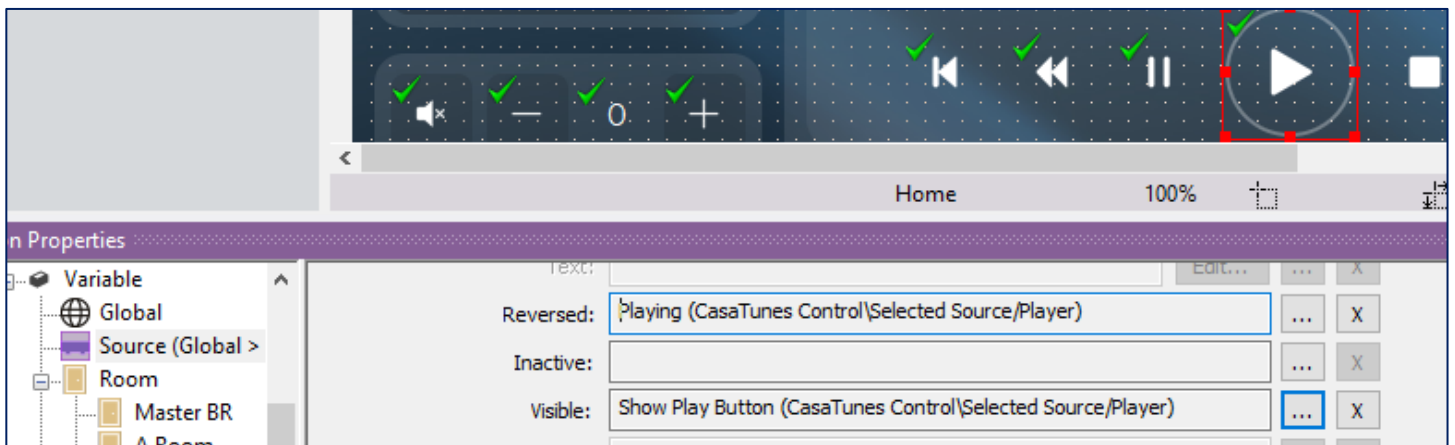 0
Home 100%
n Properties
Variable
Text: Edit... ... X
Global
Reversed: Playing (CasaTunes Control\Selected Source/Player) ... X
Source (Global >
Inactive: ... X
Room
Master BR
Visible: Show Play Button (CasaTunes Control\Selected Source/Player) ... X
A Room